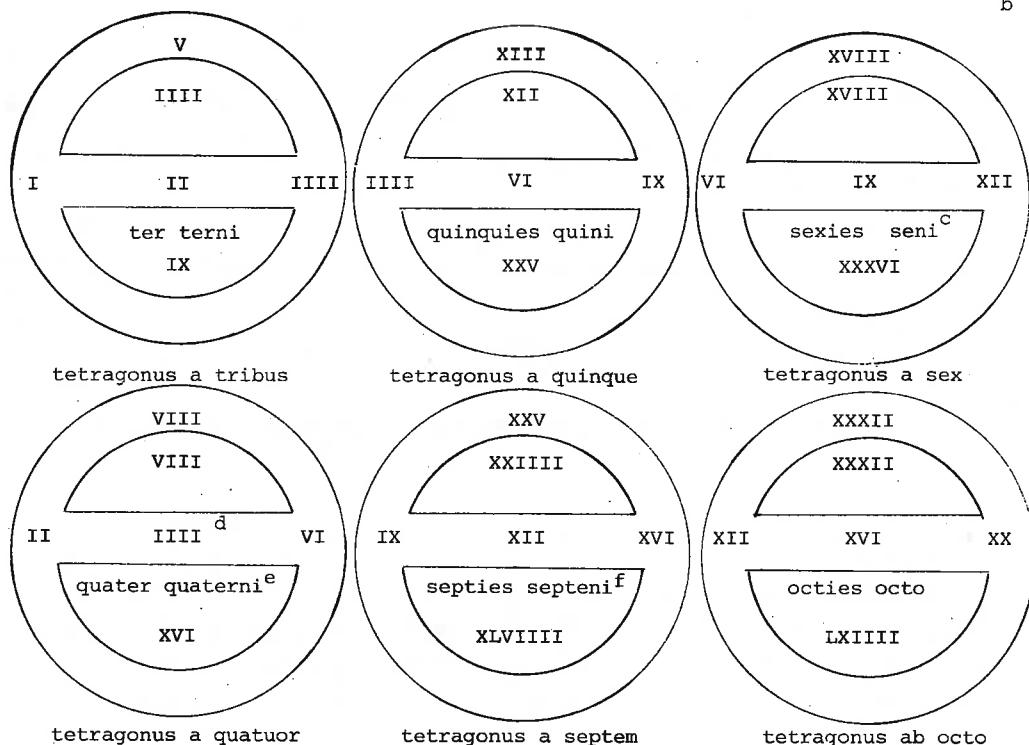 b
V XIII XVIII
IIII XII XVIII
I II IIII IIII VI IX VI IX XII
ter terni quinquies quini sexies seni c
IX XXV XXXVI
tetragonus a tribus tetragonus a quinque tetragonus a sex
VIII XXV XXXII
VIII XXIIII XXXII
II IIII d VI IX XII XVI XII XVI XX
quater quaterni e septies septeni f octies octo
XVI XLVIIII LXIIII
tetragonus a quatuor tetragonus a septem tetragonus ab octo